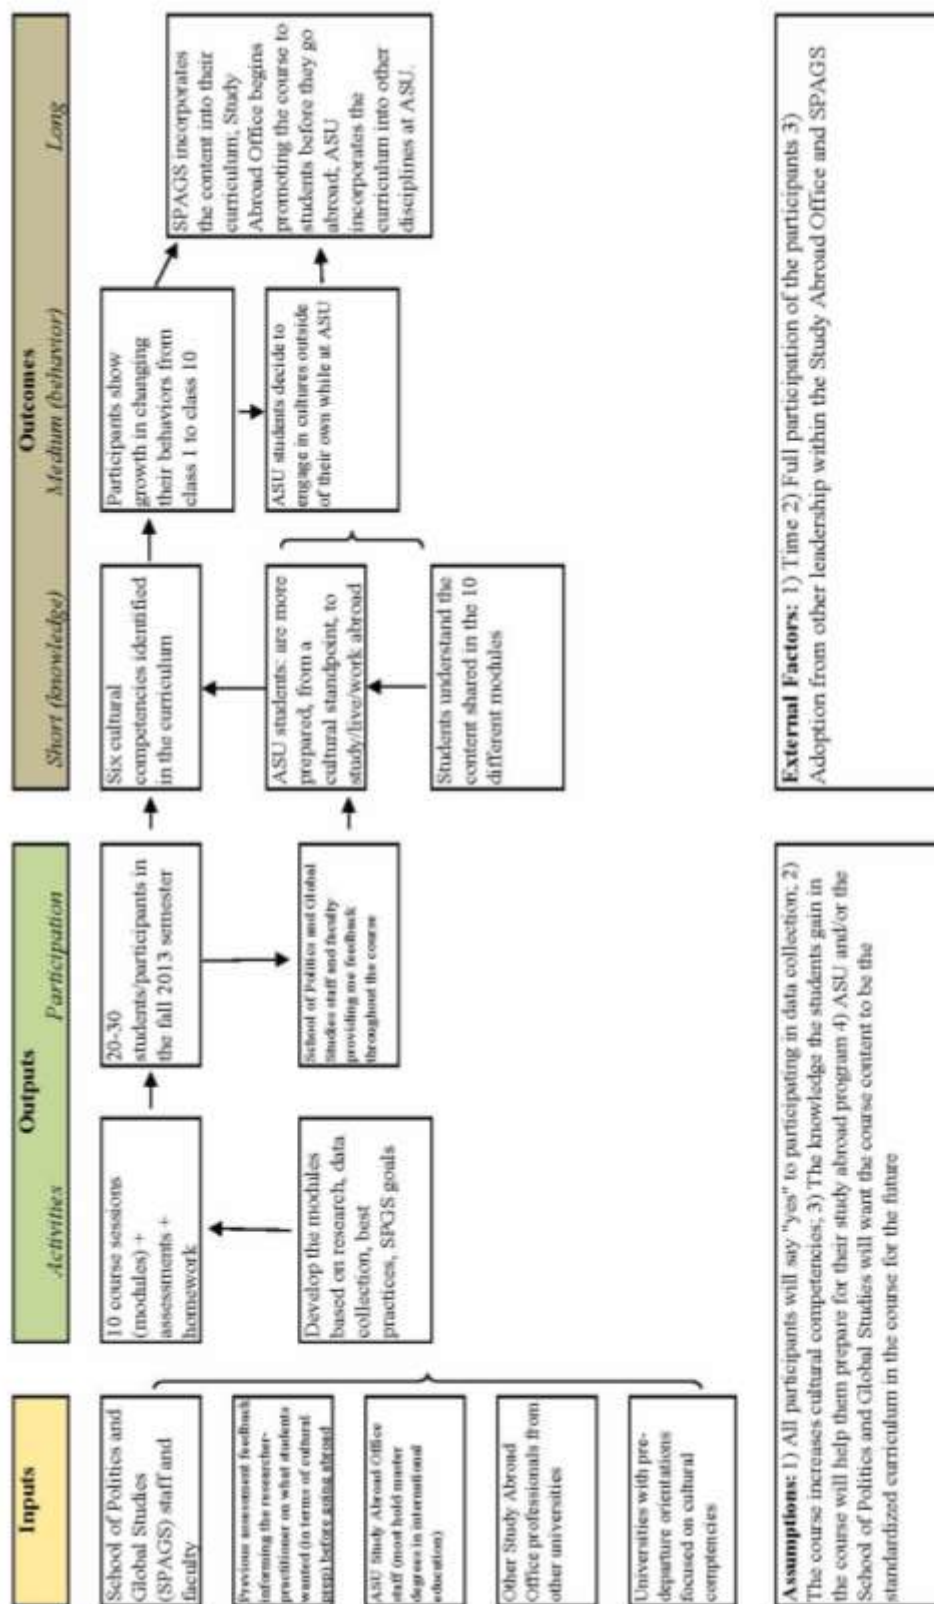 Inputs
Outputs
Outcomes
Activities
Participation
Short (knowledge)
Medium (behavior)
Long
School of Politics and
Global Studies
(SPAGS) staff and
faculty
Previous assessment feedback
informing the researcher-
practitioner on what students
wanted (in terms of cultural
prep) before going abroad
ASU Study Abroad Office
staff (most hold master
degrees in international
education)
Other Study Abroad
Office professionals from
other universities
Universities with pre-
departure orientations
focused on cultural
comptencies
10 course sessions
(modules) +
assessments +
homework
Develop the modules
based on research, data
collection, best
practices, SPGS goals
20-30
students/participants in
the fall 2013 semester
School of Politics and Global
Studies staff and faculty
providing me feedback
throughout the course
Six cultural
competencies identified
in the curriculum
ASU students: are more
prepared, from a
cultural standpoint, to
study/live/work abroad
Students understand the
content shared in the 10
different modules
Participants show
growth in changing
their behaviors from
class 1 to class 10
ASU students decide to
engage in cultures outside
of their own while at ASU
SPAGS incorporates
the content into their
curriculum; Study
Abroad Office begins
promoting the course to
students before they go
abroad, ASU
incorporates the
curriculum into other
disciplines at ASU.
Assumptions: 1) All participants will say "yes" to participating in data collection; 2)
The course increases cultural competencies; 3) The knowledge the students gain in
the course will help them prepare for their study abroad program 4) ASU and/or the
School of Politics and Global Studies will want the course content to be the
standardized curriculum in the course for the future
External Factors: 1) Time 2) Full participation of the participants 3)
Adoption from other leadership within the Study Abroad Office and SPAGS